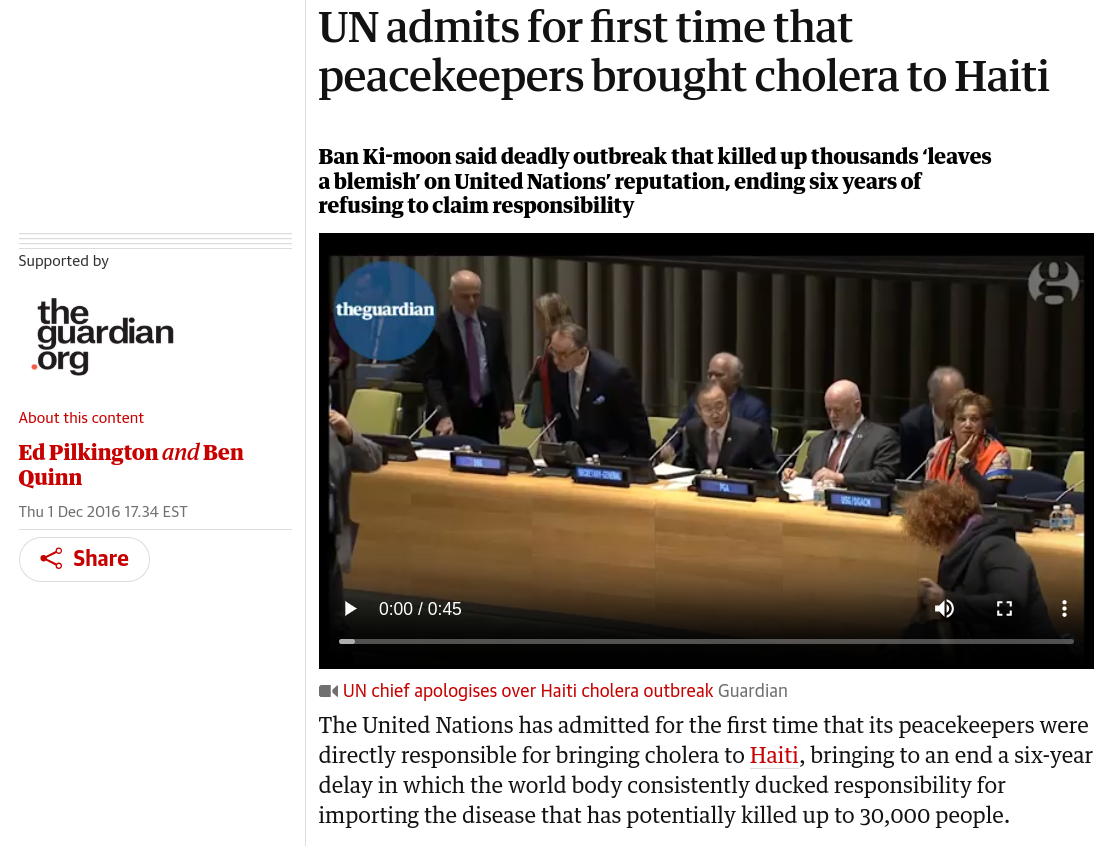 UN admits for first time that
peacekeepers brought cholera to Haiti
Ban Ki-moon said deadly outbreak that killed up thousands ‘leaves
a blemish’ on United Nations’ reputation, ending six years of
refusing to claim responsibility
Supported by
the
guardian
.org
About this content
Ed Pilkington and Ben
Quinn
Thu 1 Dec 2016 17.34 EST
Share
theguardian
SECRETARY-GENERAL
PGA
USG/DGACM
0:00 / 0:45
UN chief apologises over Haiti cholera outbreak Guardian
The United Nations has admitted for the first time that its peacekeepers were
directly responsible for bringing cholera to Haiti, bringing to an end a six-year
delay in which the world body consistently ducked responsibility for
importing the disease that has potentially killed up to 30,000 people.